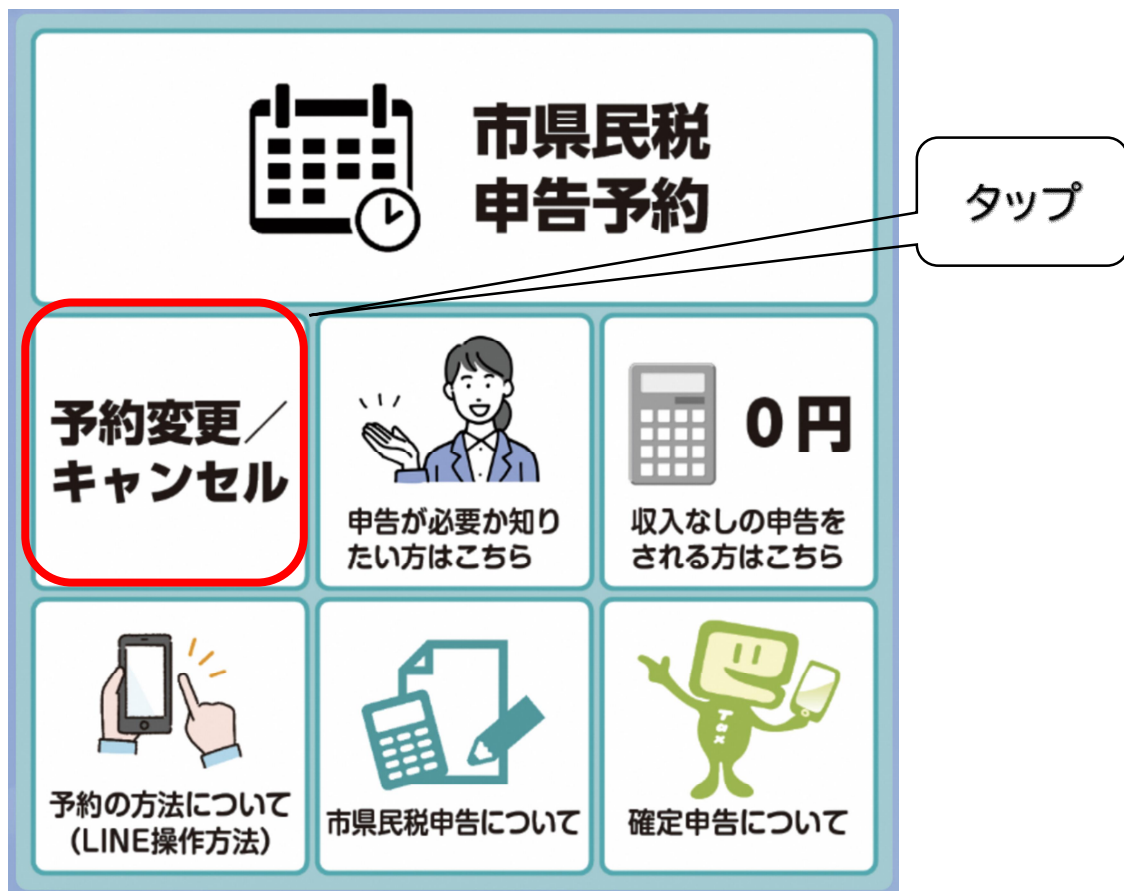 市県民税
申告予約
タップ
予約変更／
キャンセル
申告が必要か知り
たい方はこちら
0円
収入なしの申告を
される方はこちら
予約の方法について
(LINE操作方法)
市県民税申告について
Tax
確定申告について